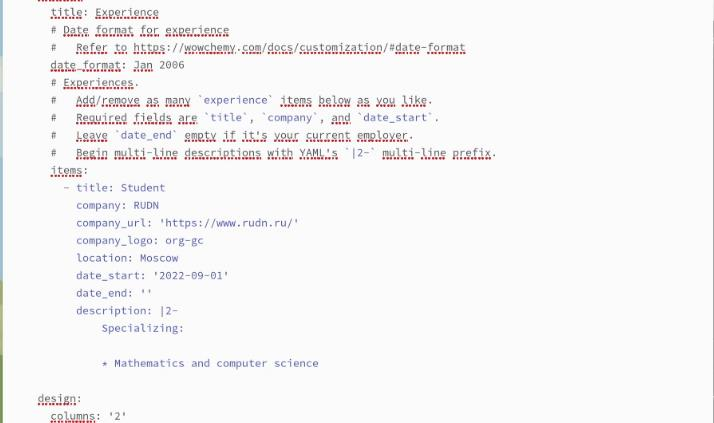 title: Experience
# Date format for experience
#   Refer to https://wowchemy.com/docs/customization/#date-format
date_format: Jan 2006
# Experiences.
#   Add/remove as many `experience` items below as you like.
#   Required fields are `title`, `company`, and `date_start`.
#   Leave `date_end` empty if it's your current employer.
#   Begin multi-line descriptions with YAML's `|2-` multi-line prefix.
items:
- title: Student
company: RUDN
company_url: 'https://www.rudn.ru/'
company_logo: org-gc
location: Moscow
date_start: '2022-09-01'
date_end: ''
description: |2-
Specializing:
* Mathematics and computer science
design:
columns: '2'